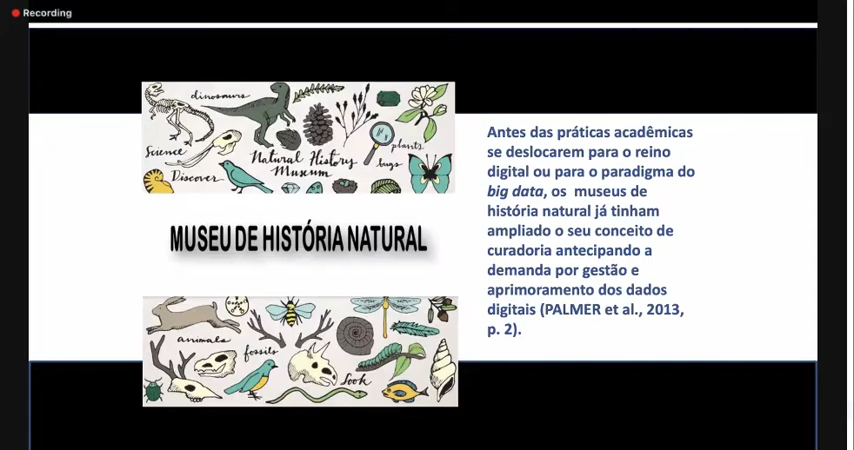 Recording
dinosaurs
Science
plants
Natural History
bugs
Discover
Museum
MUSEU DE HISTÓRIA NATURAL
animals
fossils
Look
Antes das práticas acadêmicas
se deslocarem para o reino
digital ou para o paradigma do
big data, os museus de
história natural já tinham
ampliado o seu conceito de
curadoria antecipando a
demanda por gestão e
aprimoramento dos dados
digitais (PALMER et al., 2013,
p. 2).